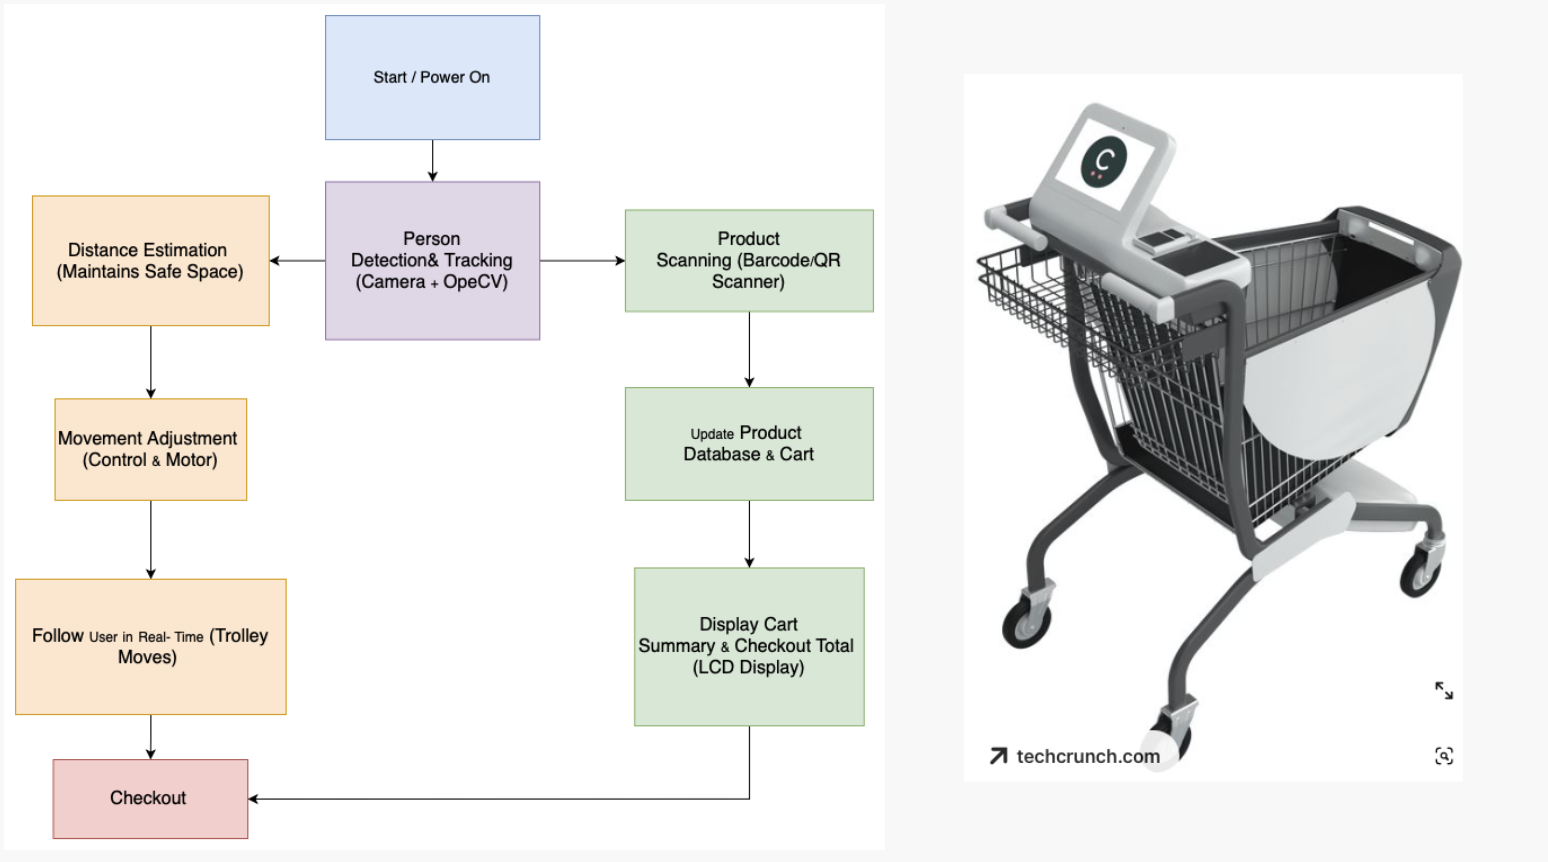 Start / Power On
Person
Detection& Tracking
(Camera + OpeCV)
Distance Estimation
(Maintains Safe Space)
Movement Adjustment
(Control & Motor)
Follow User in Real- Time (Trolley
Moves)
Product
Scanning (Barcode/QR
Scanner)
Update Product
Database & Cart
Display Cart
Summary & Checkout Total
(LCD Display)
Checkout
C
techcrunch.com